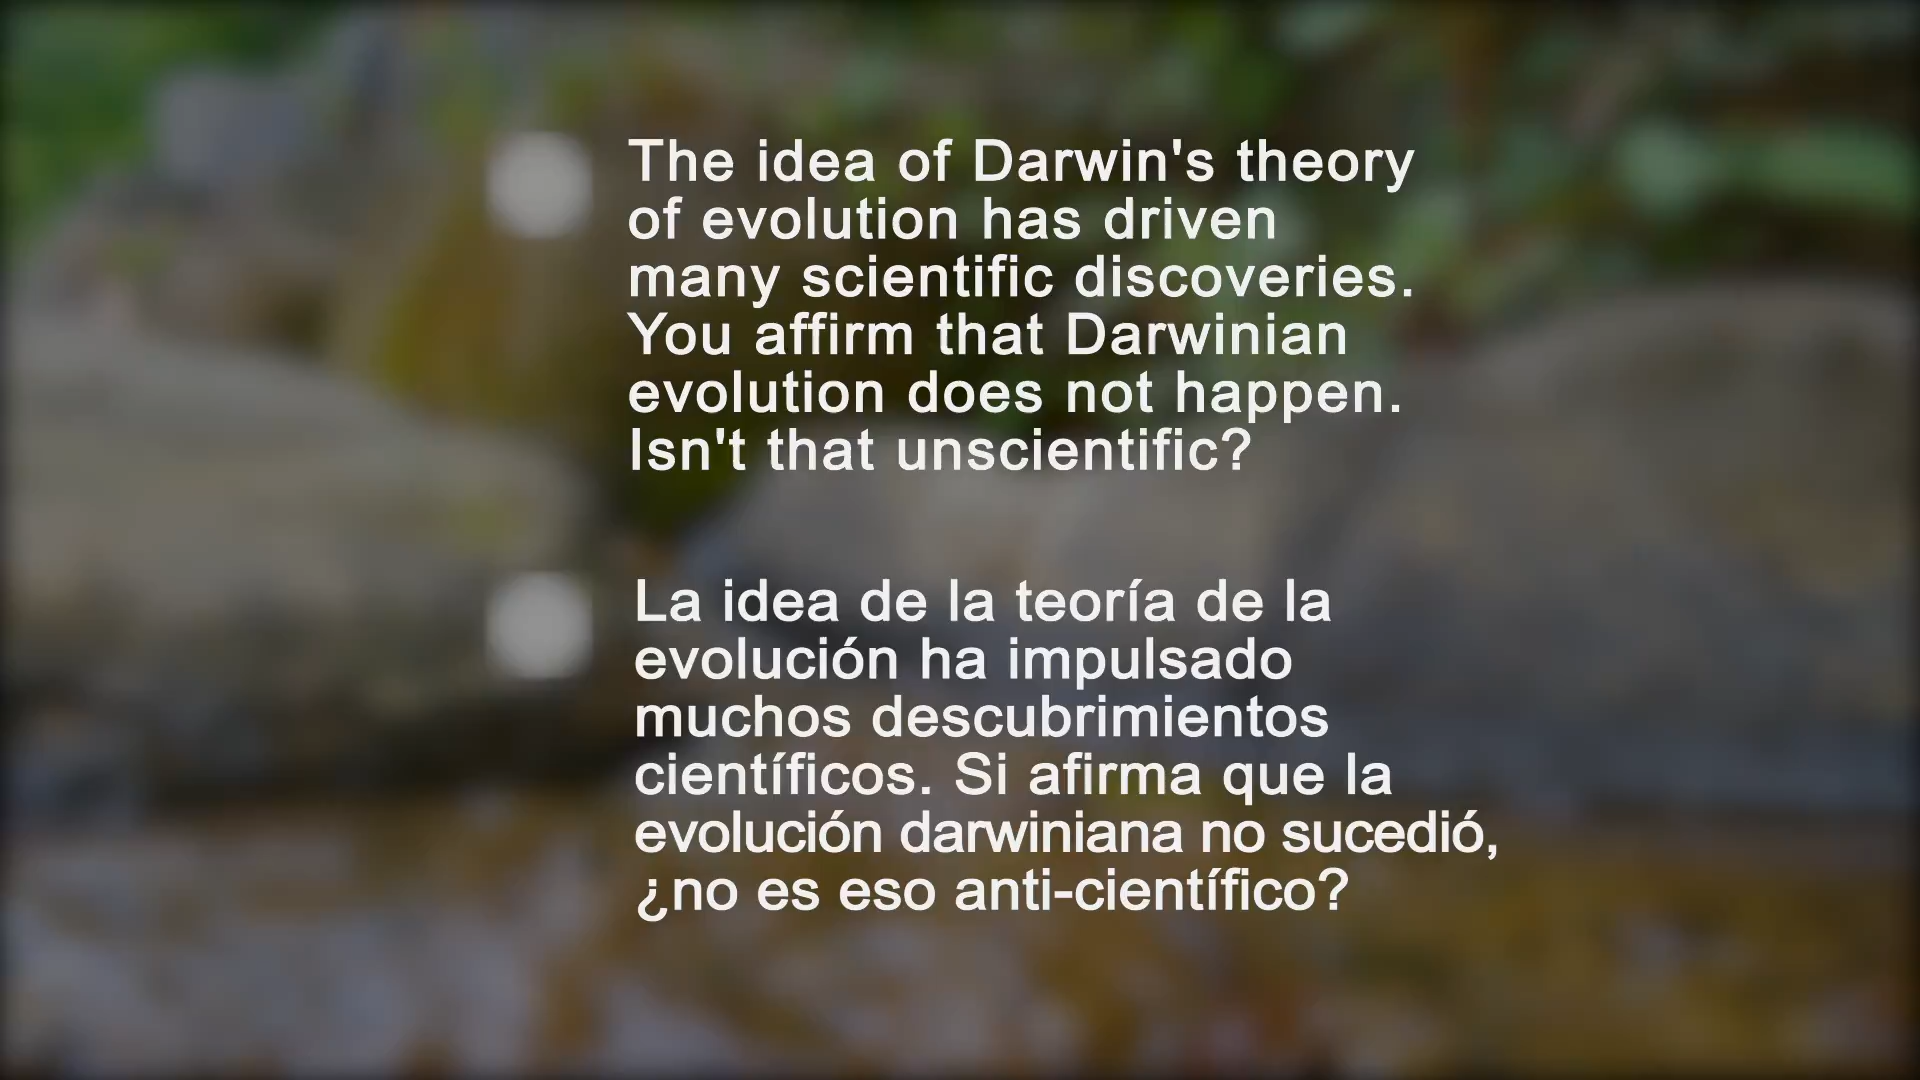 The idea of Darwin's theory
of evolution has driven
many scientific discoveries.
You affirm that Darwinian
evolution does not happen.
Isn't that unscientific?
La idea de la teoría de la
evolución ha impulsado
muchos descubrimientos
científicos. Si afirma que la
evolución darwiniana no sucedió,
¿no es eso anti-científico?